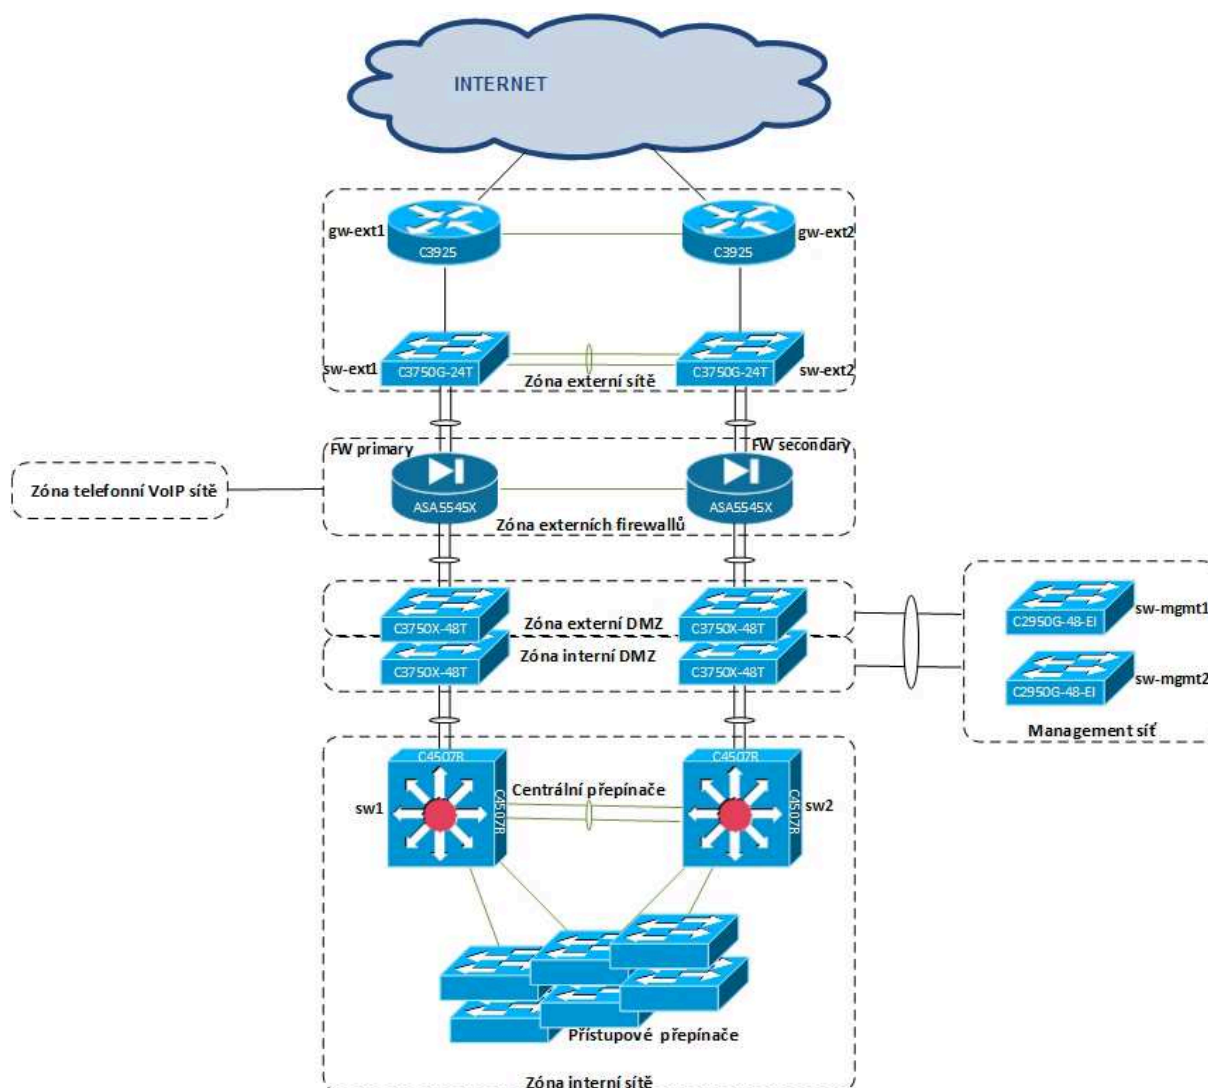 INTERNET
gw-ext1
C3925
C3925
gw-ext2
sw-ext1
C3750G-24T
C3750G-24T
sw-ext2
Zóna externí sítě
FW primary
FW secondary
Zóna telefonní VoIP sítě
ASA5545X
ASA5545X
Zóna externích firewallů
C3750X-48T
Zóna externí DMZ
C3750X-48T
C3750X-48T
Zóna interní DMZ
C3750X-48T
C2950G-48-EI
sw-mgmt1
C2950G-48-EI
sw-mgmt2
Management síť
C4507R
C4507R
sw1
C4507R
Centrální přepínače
C4507R
sw2
Přístupové přepínače
Zóna interní sítě